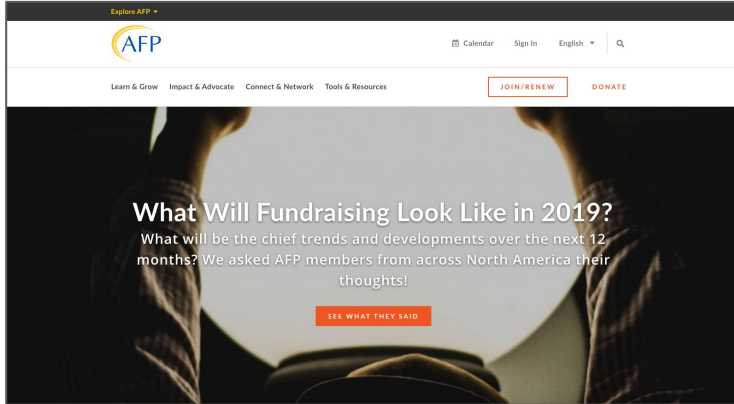 Explore AFP
AFP
Calendar Sign In English
Learn & Grow Impact & Advocate Connect & Network Tools & Resources JOIN/RENEW DONATE
What Will Fundraising Look Like in 2019?
What will be the chief trends and developments over the next 12
months? We asked AFP members from across North America their
thoughts!
SEE WHAT THEY SAID